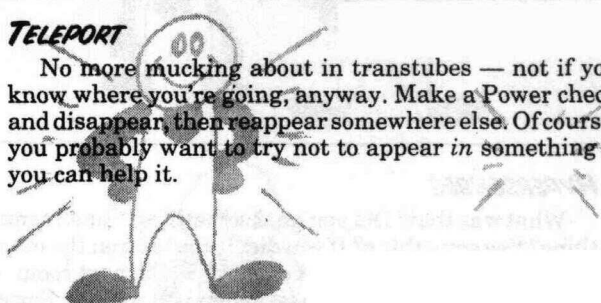 TELEPORT
No more mucking about in transtubes — not if yo
know where you're going, anyway. Make a Power chec
and disappear, then reappear somewhere else. Of cours
you probably want to try not to appear in something
you can help it.